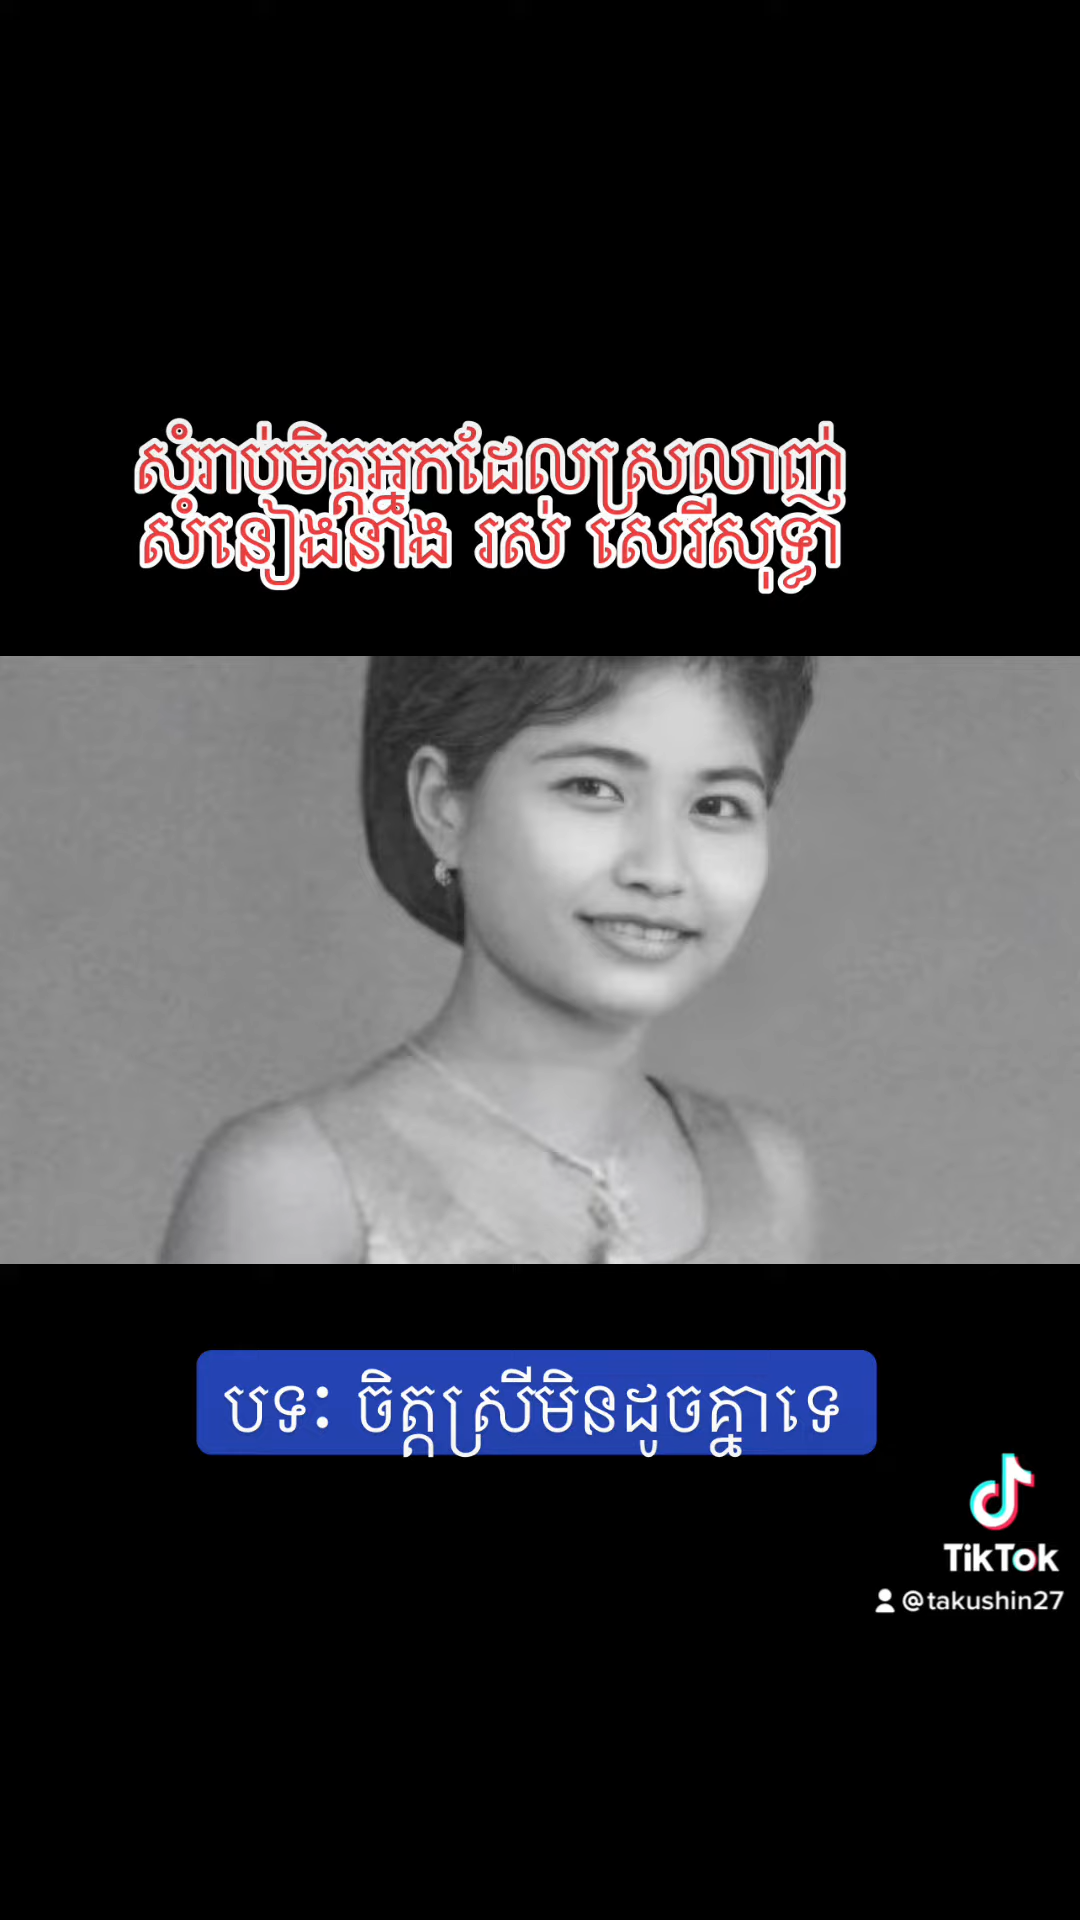 សំរាប់មិត្តអ្នកដែលស្រលាញ់
សំនៀងនាំង រស់ សេរីសុទ្ធា
បទៈ ចិត្តស្រីមិនដូចគ្នាទេ
TikTok
@takushin27